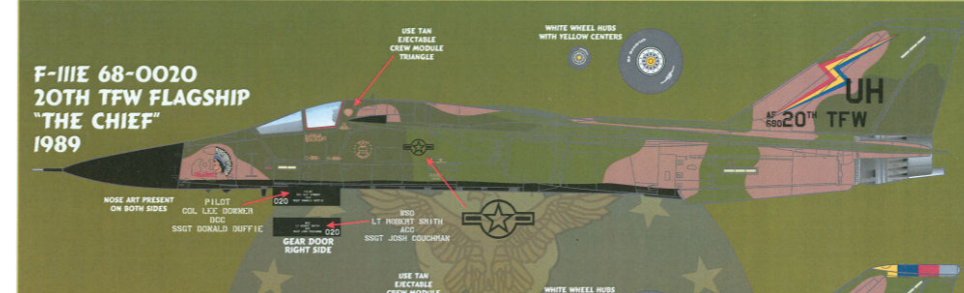 F-111E 68-0020
20TH TFW FLAGSHIP
"THE CHIEF"
1989
USE TAN
EJECTABLE
CREW MODULE
TRIANGLE
WHITE WHEEL HUBS
WITH YELLOW CENTERS
UH
AF
680
20TH TFW
NOSE ART PRESENT
ON BOTH SIDES
PILOT
COL LEE DOWNER
DCC
SSGT DONALD DUFFIE
020
020
GEAR DOOR
RIGHT SIDE
WSO
LT ROBERT SMITH
ACC
SSGT JOSH COUCHMAN
USE TAN
EJECTABLE
CREW MODULE
WHITE WHEEL HUBS